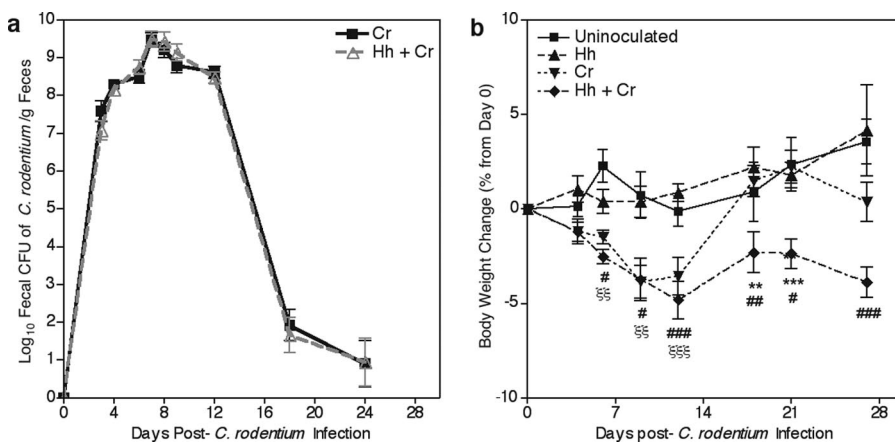 a
Log10 Fecal CFU of C. rodentium/g Feces
10
9
8
7
6
5
4
3
2
1
0
0 4 8 12 16 20 24 28
Days Post- C. rodentium Infection
Cr
Hh + Cr
b
Body Weight Change (% from Day 0)
10
5
0
-5
-10
0 7 14 21 28
Days post- C. rodentium Infection
Uninoculated
Hh
Cr
Hh + Cr
#
ξξ
#
ξξ
###
ξξξ
**
##
***
#
###